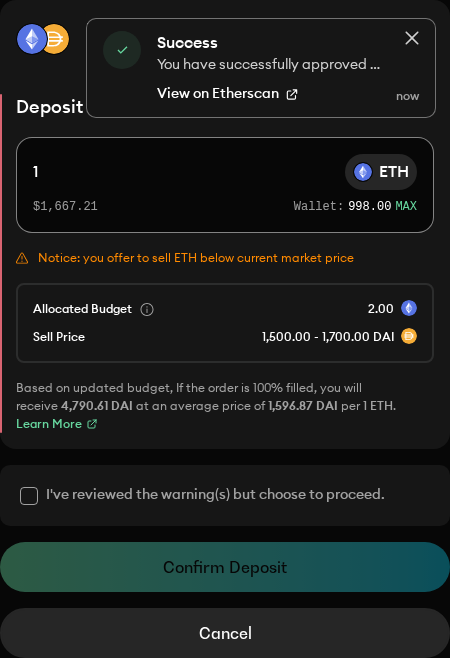 Success
You have successfully approved ...
View on Etherscan
now
Deposit
1
ETH
$1,667.21
Wallet: 998.00 MAX
Notice: you offer to sell ETH below current market price
Allocated Budget
2.00
Sell Price
1,500.00 - 1,700.00 DAI
Based on updated budget, If the order is 100% filled, you will
receive 4,790.61 DAI at an average price of 1,596.87 DAI per 1 ETH.
Learn More
I've reviewed the warning(s) but choose to proceed.
Confirm Deposit
Cancel